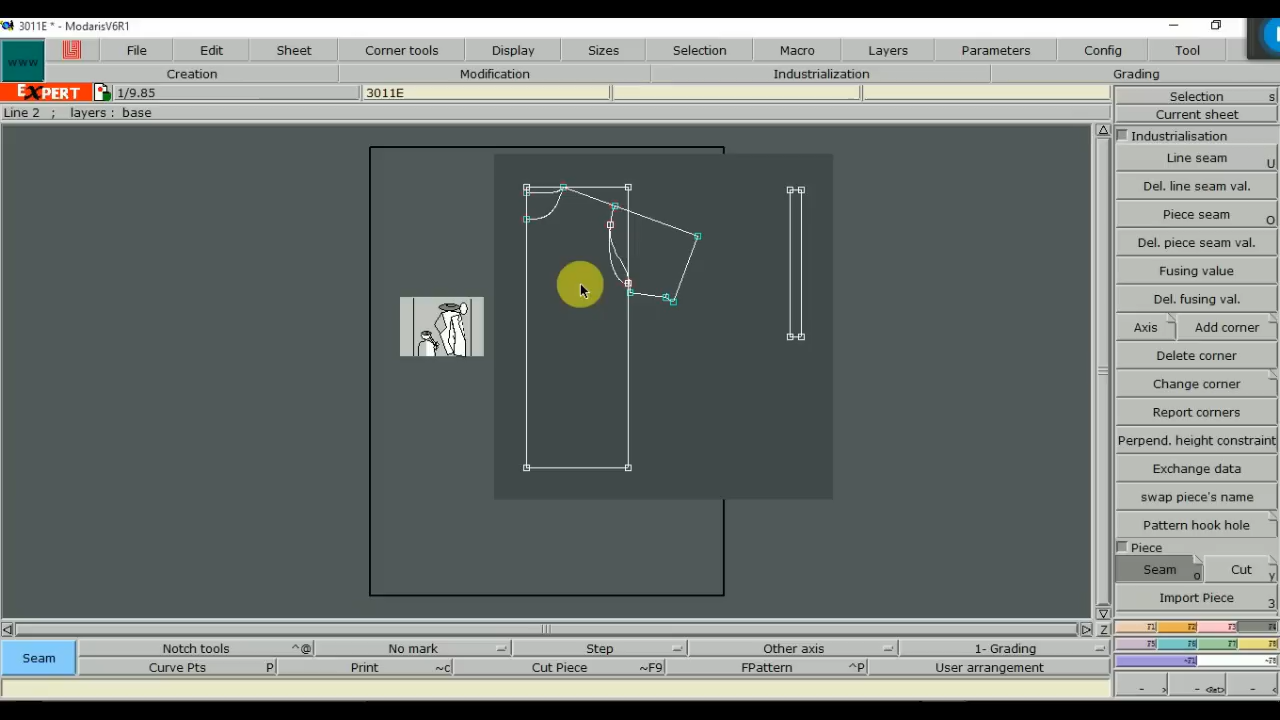 3011E * - ModarisV6R1
File Edit Sheet Corner tools Display Sizes Selection Macro Layers Parameters Config Tool
www
Creation Modification Industrialization Grading
EXPERT 1/9.85 3011E
Line 2 ; layers : base
Selection s
Current sheet
Industrialisation
Line seam U
Del. line seam val.
Piece seam O
Del. piece seam val.
Fusing value
Del. fusing val.
Axis Add corner
Delete corner
Change corner
Report corners
Perpend. height constraint
Exchange data
swap piece's name
Pattern hook hole
Piece
Seam o Cut y
Import Piece 3
Z
Seam
Notch tools ^@ No mark Step Other axis 1- Grading
Curve Pts P Print ~c Cut Piece ~F9 FPattern ^P User arrangement